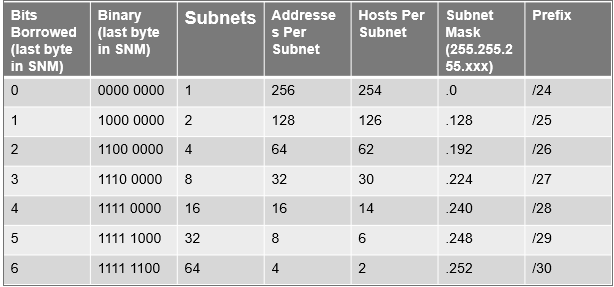 Bits Borrowed (last byte in SNM) Binary (last byte in SNM) Subnets Addresse s Per Subnet Hosts Per Subnet Subnet Mask (255.255.2 55.xxx) Prefix
0 0000 0000 1 256 254 .0 /24
1 1000 0000 2 128 126 .128 /25
2 1100 0000 4 64 62 .192 /26
3 1110 0000 8 32 30 .224 /27
4 1111 0000 16 16 14 .240 /28
5 1111 1000 32 8 6 .248 /29
6 1111 1100 64 4 2 .252 /30